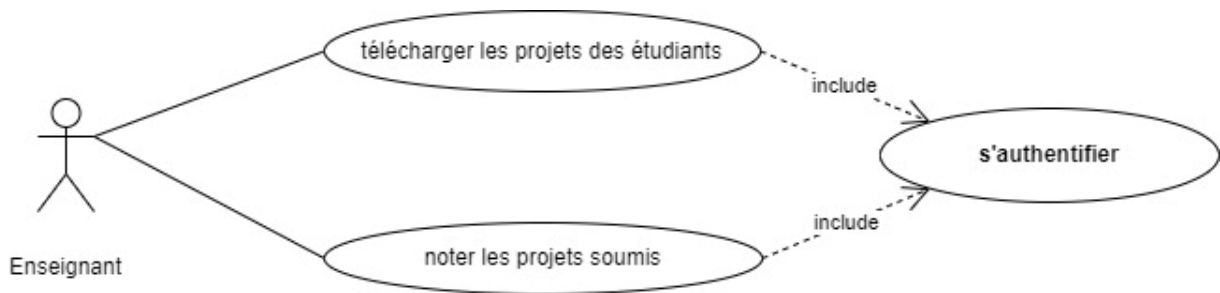 télécharger les projets des étudiants
include
s'authentifier
include
noter les projets soumis
Enseignant